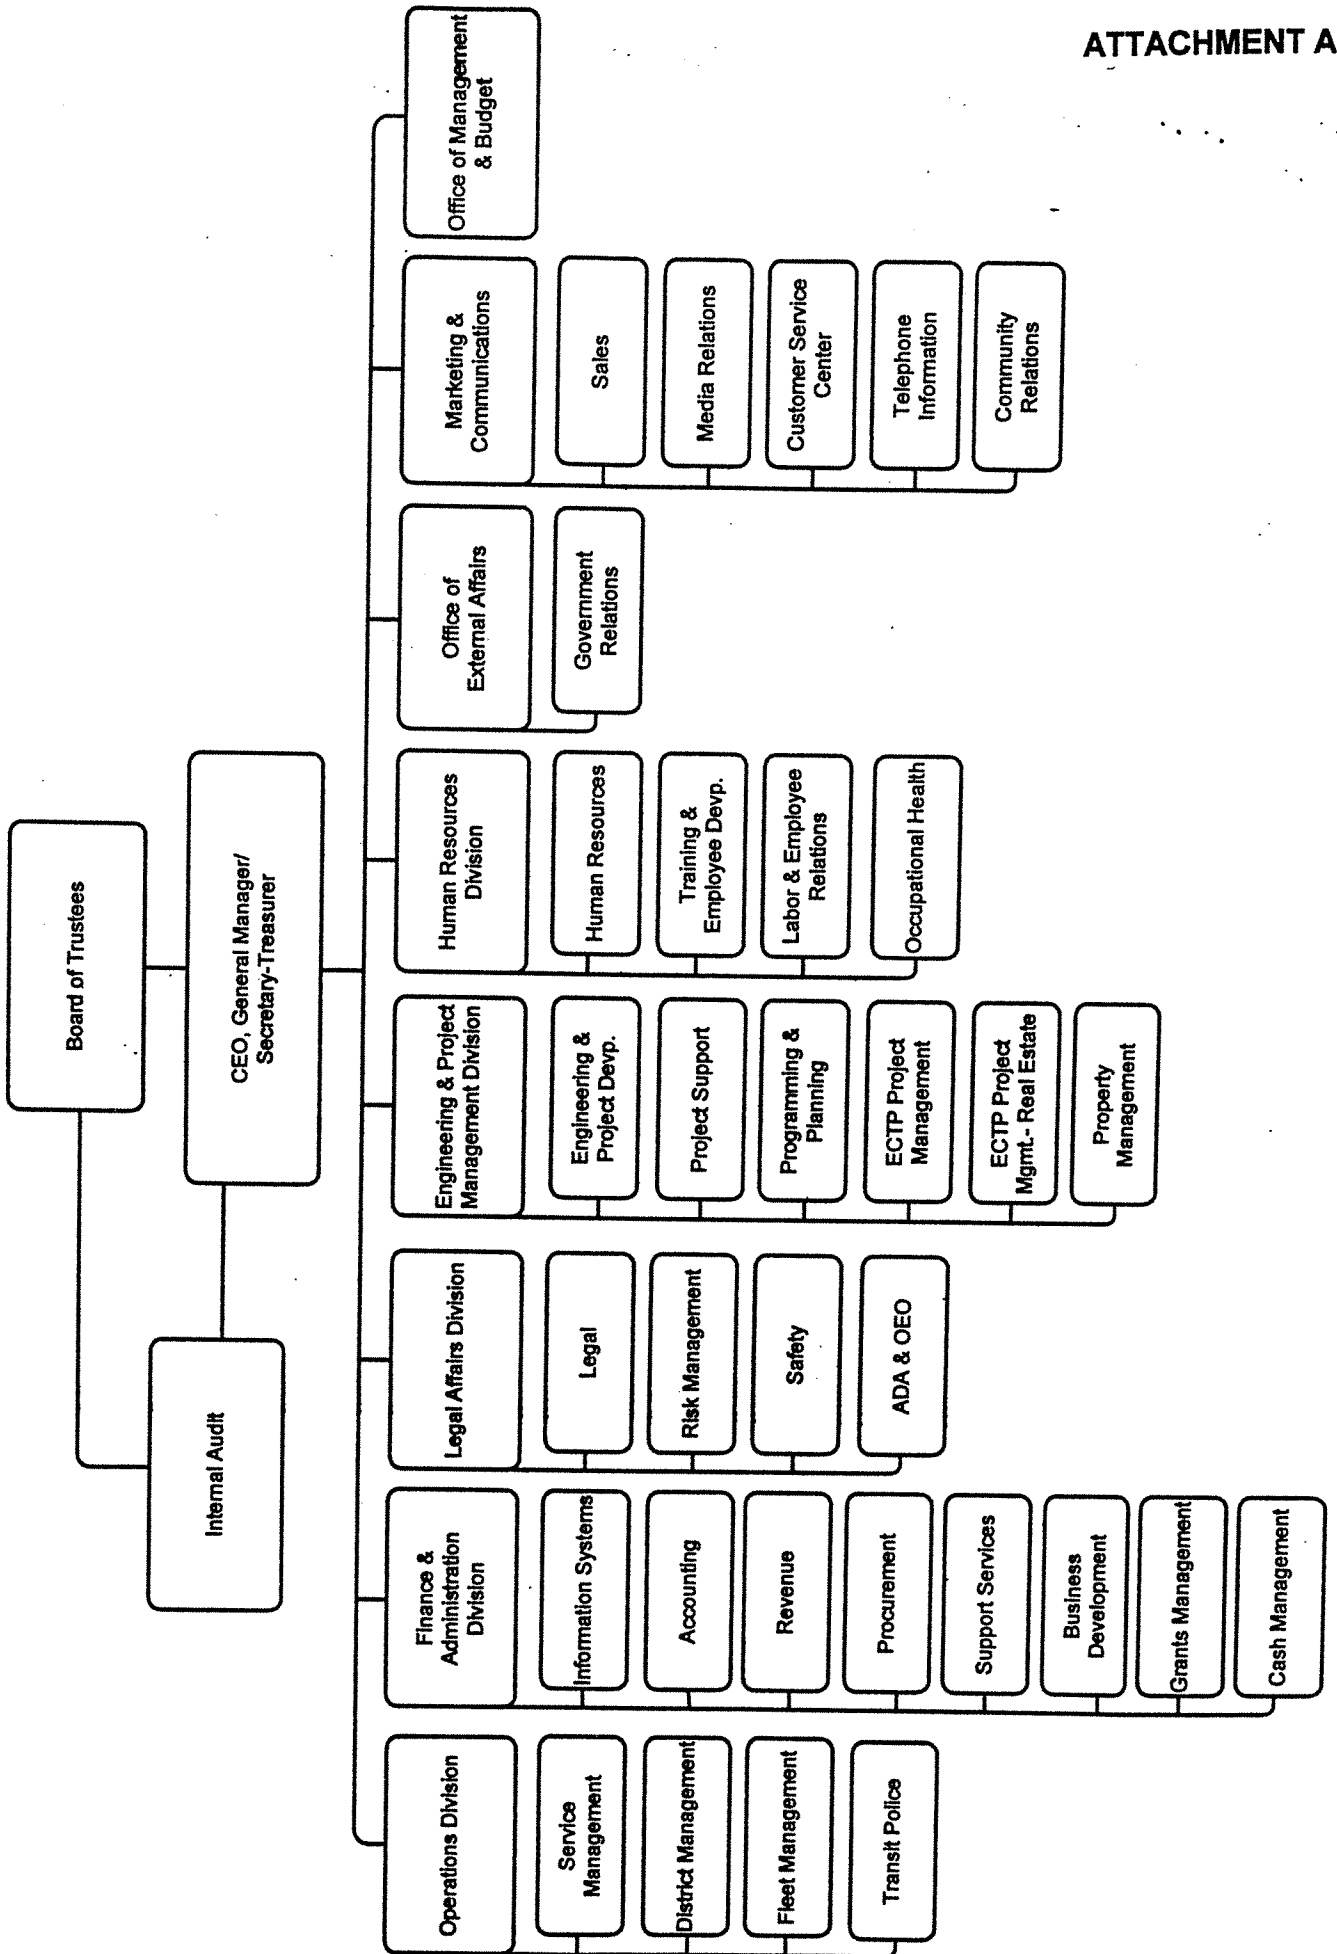 ATTACHMENT A
Board of Trustees
Internal Audit
CEO, General Manager/
Secretary-Treasurer
Operations Division
Service
Management
District Management
Fleet Management
Transit Police
Finance &
Administration
Division
Information Systems
Accounting
Revenue
Procurement
Support Services
Business
Development
Grants Management
Cash Management
Legal Affairs Division
Legal
Risk Management
Safety
ADA & OEO
Engineering & Project
Management Division
Engineering &
Project Devp.
Project Support
Programming &
Planning
ECTP Project
Management
ECTP Project
Mgmt.- Real Estate
Property
Management
Human Resources
Division
Human Resources
Training &
Employee Devp.
Labor & Employee
Relations
Occupational Health
Office of
External Affairs
Government
Relations
Marketing &
Communications
Sales
Media Relations
Customer Service
Center
Telephone
Information
Community
Relations
Office of Management
& Budget